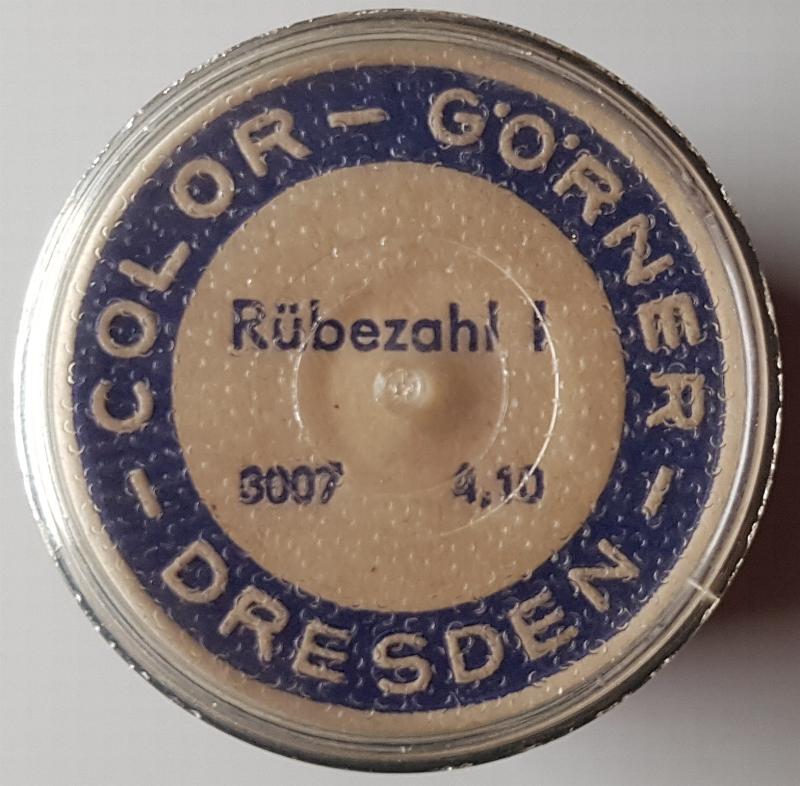 COLOR – GÖRNER
– DRESDEN –
Rübezahl I
3007 4,10